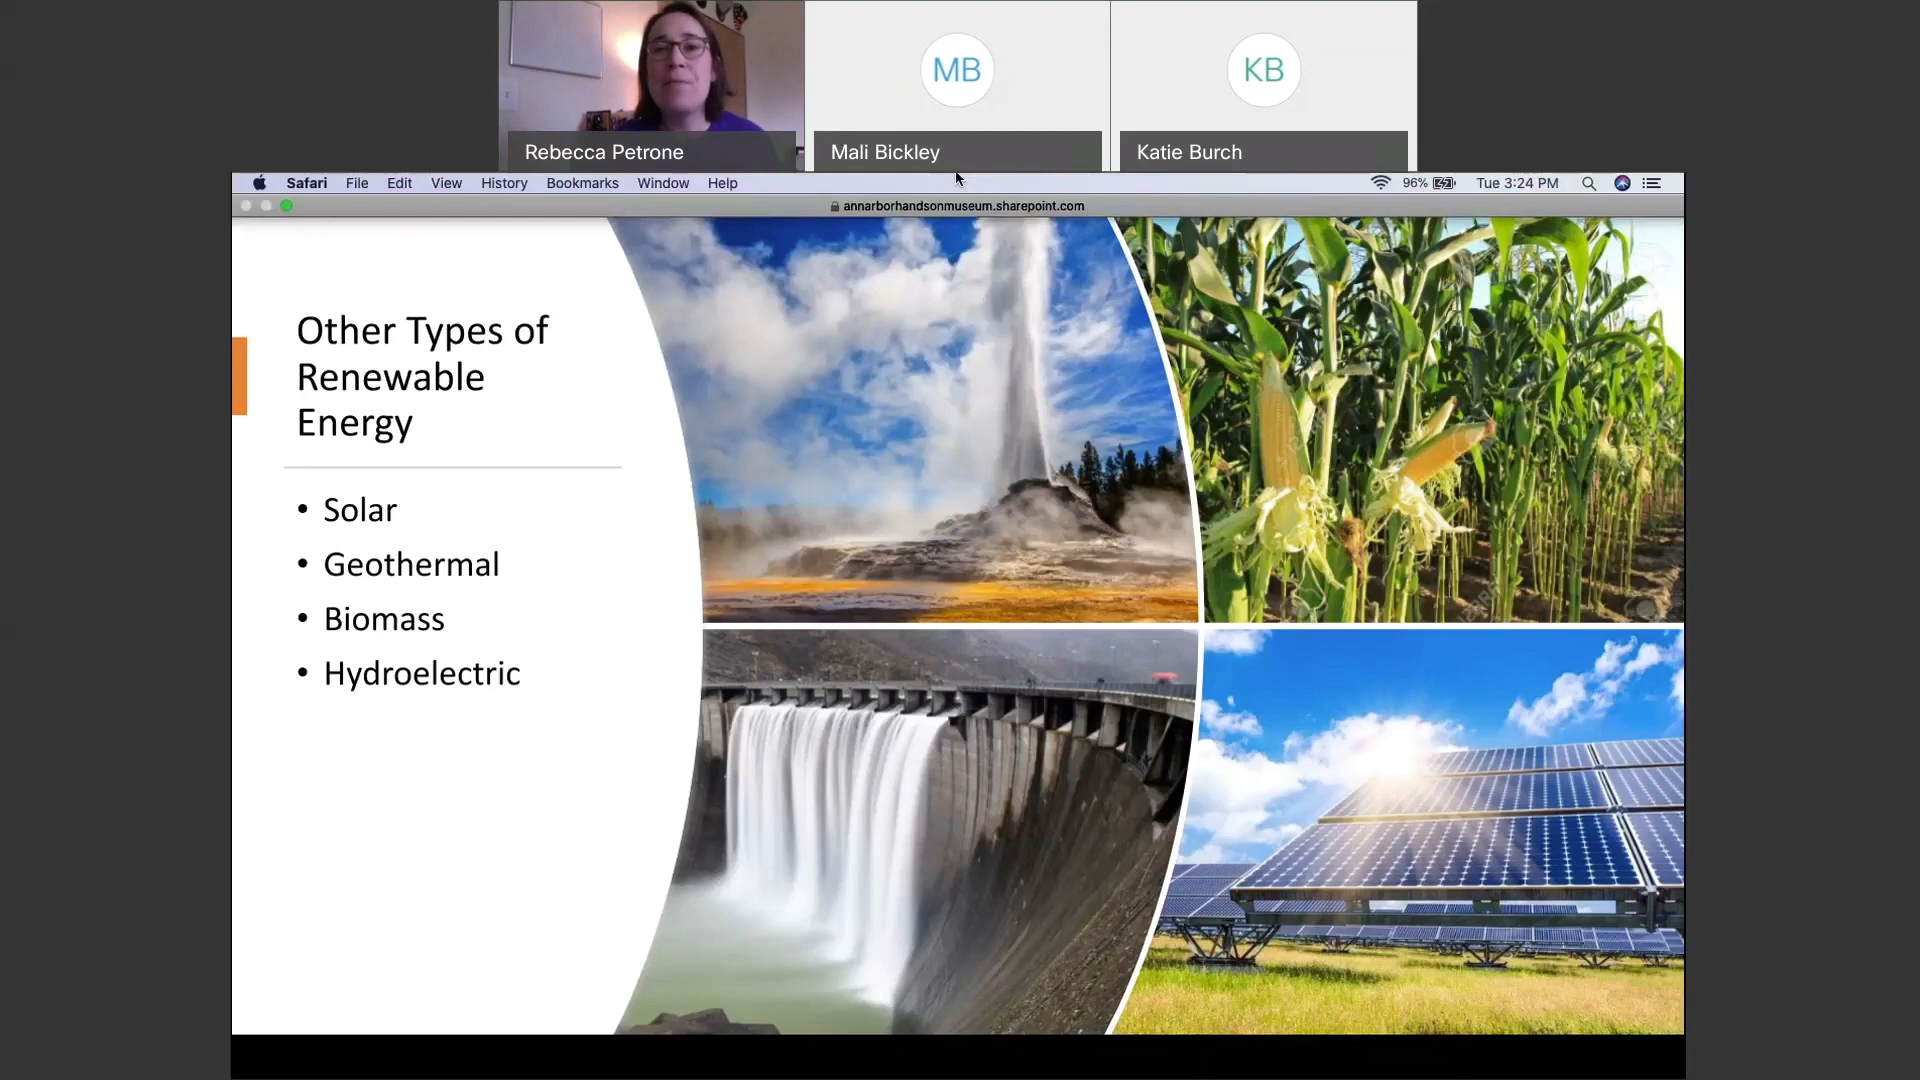 MB
KB
Rebecca Petrone
Mali Bickley
Katie Burch
Safari File Edit View History Bookmarks Window Help
96% Tue 3:24 PM
annarborhandsonmuseum.sharepoint.com
Other Types of
Renewable
Energy
• Solar
• Geothermal
• Biomass
• Hydroelectric